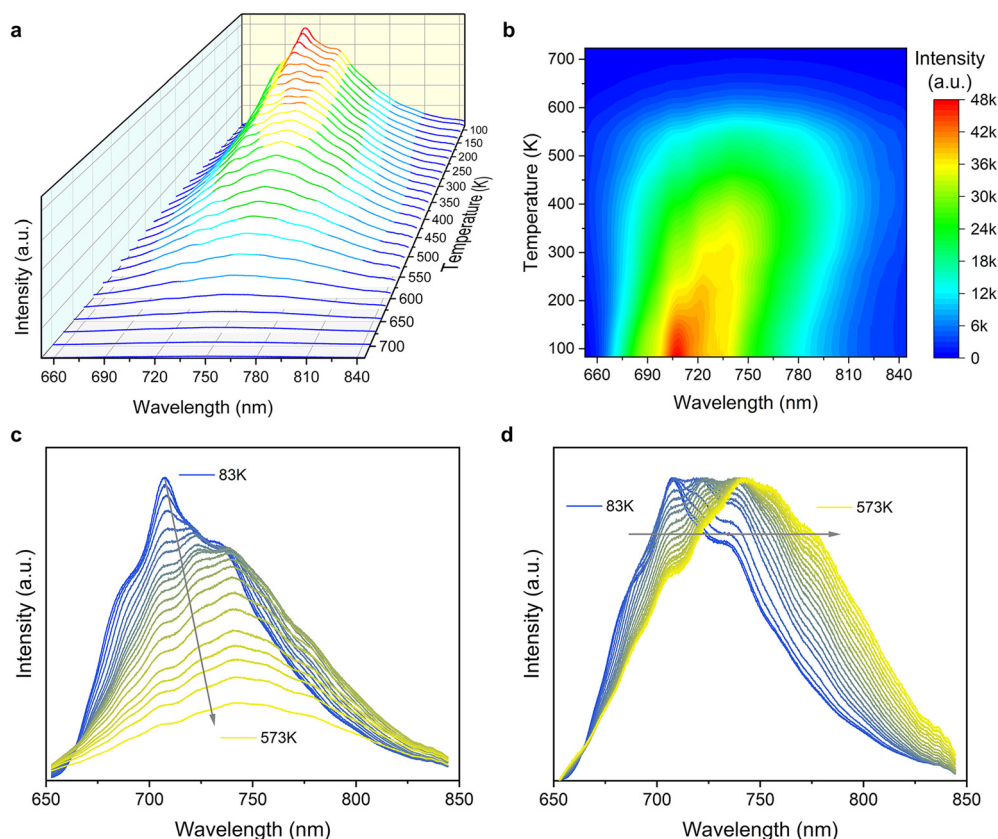 a
Intensity (a.u.)
660 690 720 750 780 810 840
Wavelength (nm)
100
150
200
250
300
350
400
450
500
550
600
650
700
Temperature (K)
b
Temperature (K)
700
600
500
400
300
200
100
660 690 720 750 780 810 840
Wavelength (nm)
Intensity
(a.u.)
48k
42k
36k
30k
24k
18k
12k
6k
0
c
Intensity (a.u.)
83K
573K
650 700 750 800 850
Wavelength (nm)
d
Intensity (a.u.)
83K
573K
650 700 750 800 850
Wavelength (nm)